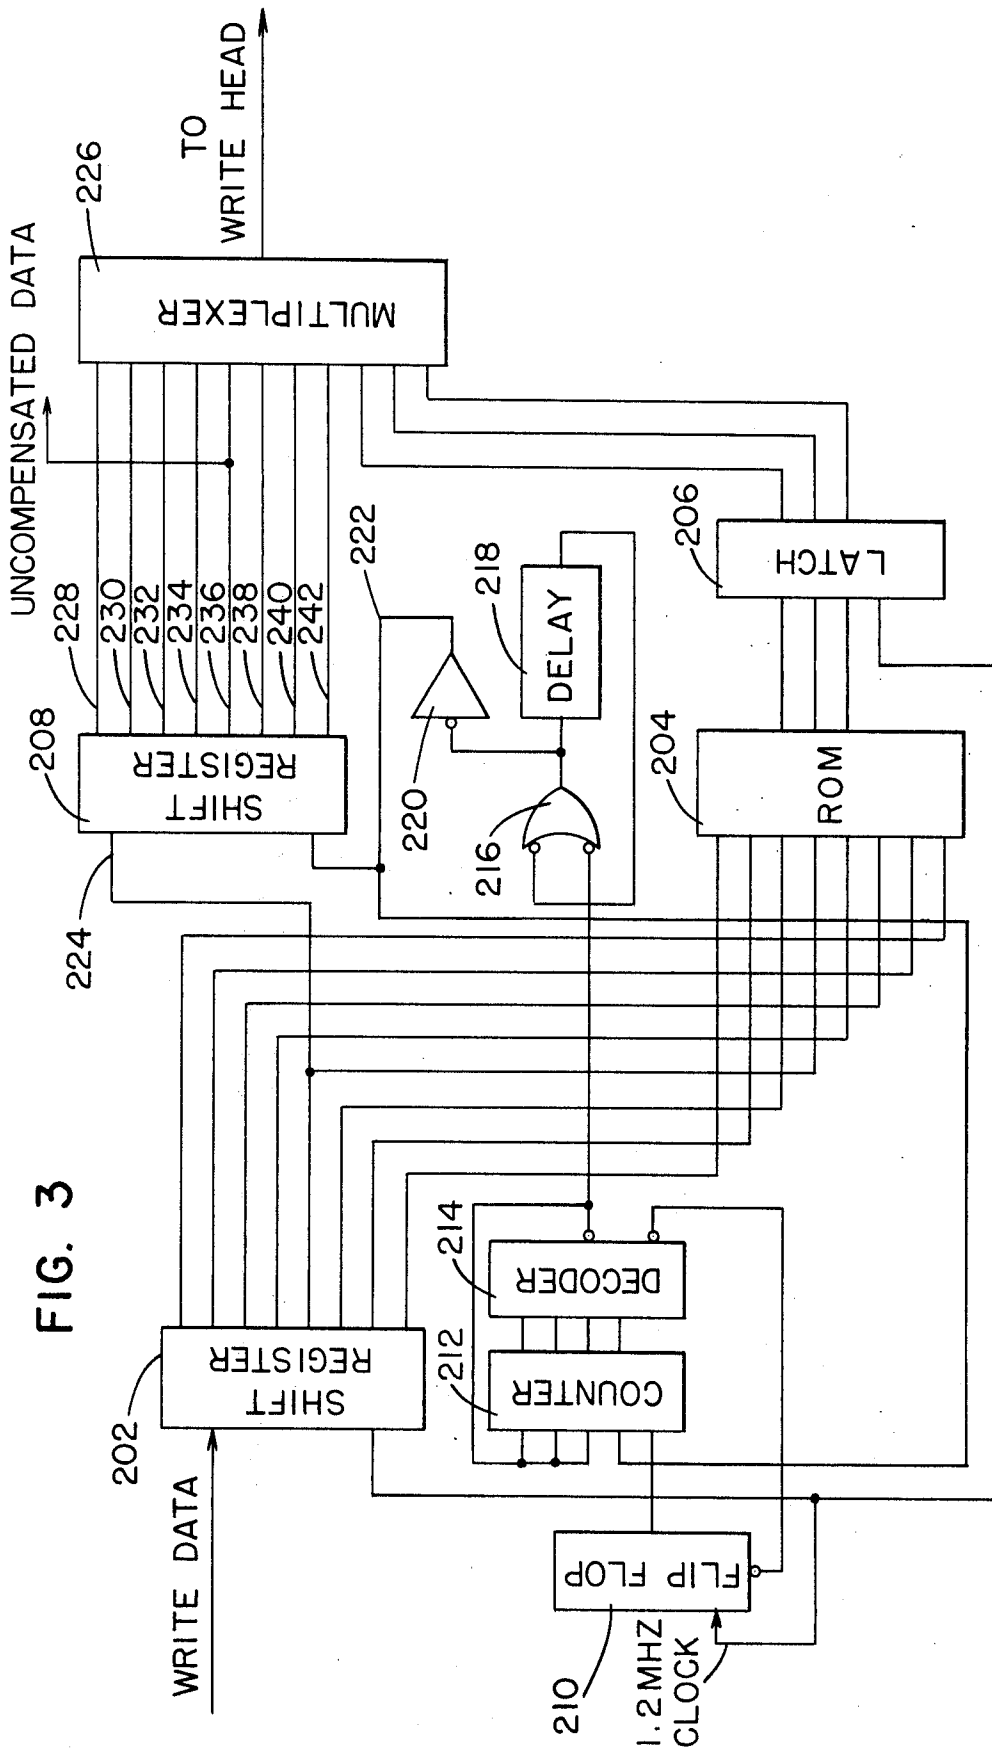 FIG. 3
WRITE DATA
202
SHIFT
REGISTER
224
208
SHIFT
REGISTER
228
230
232
234
236
238
240
242
UNCOMPENSATED DATA
226
MULTIPLEXER
TO
WRITE HEAD
210
FLIP FLOP
1.2 MHZ
CLOCK
212
COUNTER
214
DECODER
216
218
DELAY
220
222
204
ROM
206
LATCH